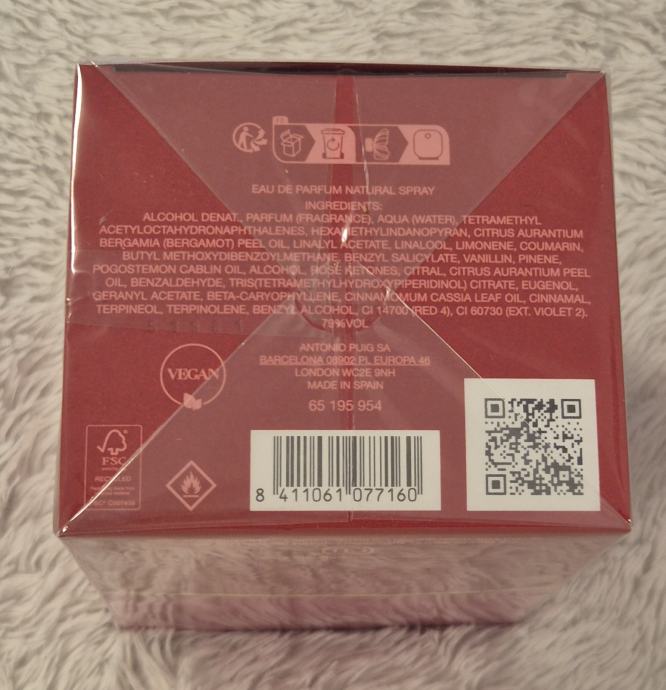 EAU DE PARFUM NATURAL SPRAY
INGREDIENTS:
ALCOHOL DENAT., PARFUM (FRAGRANCE), AQUA (WATER), TETRAMETHYL
ACETYLOCTAHYDRONAPHTHALENES, HEXAMETHYLINDANOPYRAN, CITRUS AURANTIUM
BERGAMIA (BERGAMOT) PEEL OIL, LINALYL ACETATE, LINALOOL, LIMONENE, COUMARIN,
BUTYL METHOXYDIBENZOYLMETHANE, BENZYL SALICYLATE, VANILLIN, PINENE,
POGOSTEMON CABLIN OIL, ALCOHOL, ROSE KETONES, CITRAL, CITRUS AURANTIUM PEEL
OIL, BENZALDEHYDE, TRIS(TETRAMETHYLHYDROXYPIPERIDINOL) CITRATE, EUGENOL,
GERANYL ACETATE, BETA-CARYOPHYLLENE, CINNAMOMUM CASSIA LEAF OIL, CINNAMAL,
TERPINEOL, TERPINOLENE, BENZYL ALCOHOL, CI 14700 (RED 4), CI 60730 (EXT. VIOLET 2).
79%VOL
ANTONIO PUIG SA
BARCELONA 08902 PL EUROPA 46
LONDON WC2E 9NH
MADE IN SPAIN
65 195 954
VEGAN
FSC
RECYCLED
8 411061 077160